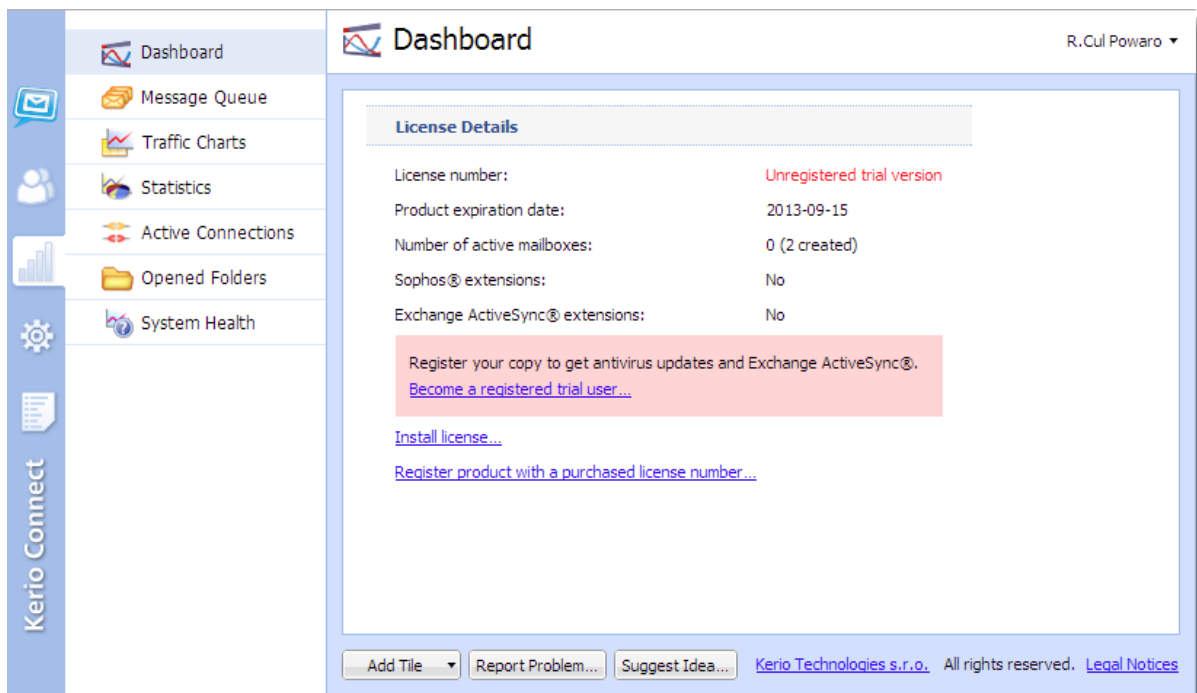 Dashboard
Message Queue
Traffic Charts
Statistics
Active Connections
Opened Folders
System Health
Kerio Connect
Dashboard
R.Cul Powaro
License Details
License number: Unregistered trial version
Product expiration date: 2013-09-15
Number of active mailboxes: 0 (2 created)
Sophos® extensions: No
Exchange ActiveSync® extensions: No
Register your copy to get antivirus updates and Exchange ActiveSync®.
Become a registered trial user...
Install license...
Register product with a purchased license number...
Add Tile Report Problem... Suggest Idea... Kerio Technologies s.r.o. All rights reserved. Legal Notices